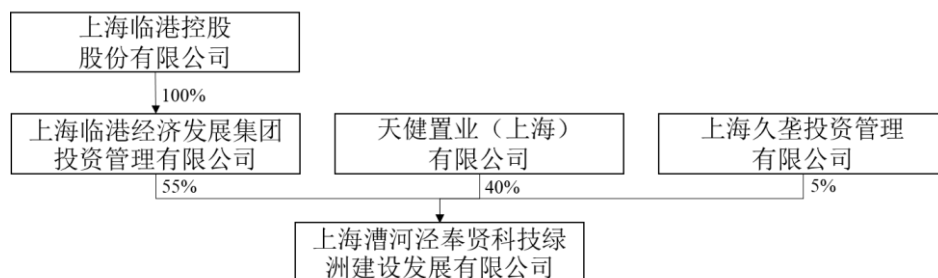 上海临港控股
股份有限公司
100%
上海临港经济发展集团
投资管理有限公司
天健置业（上海）
有限公司
上海久垄投资管理
有限公司
55%
40%
5%
上海漕河泾奉贤科技绿
洲建设发展有限公司